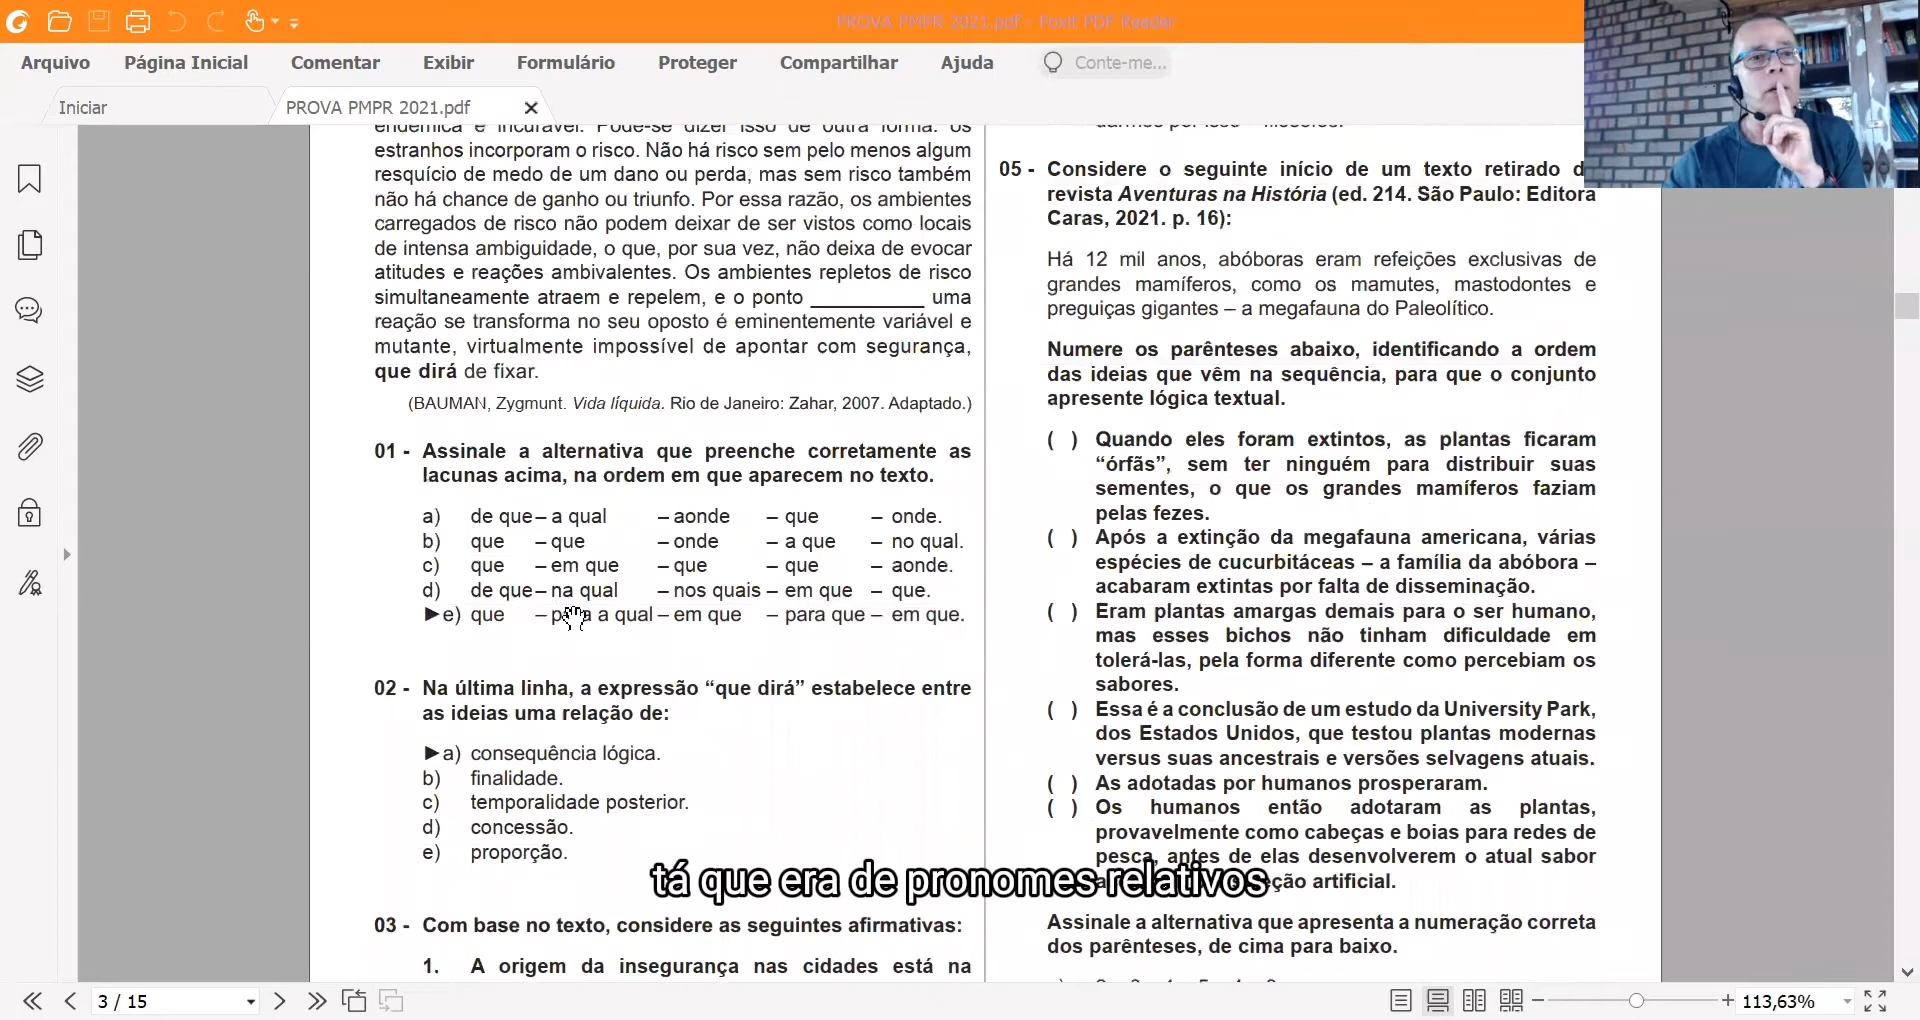 PROVA PMPR 2021.pdf - Foxit PDF Reader
Arquivo Página Inicial Comentar Exibir Formulário Proteger Compartilhar Ajuda Conte-me...
Iniciar PROVA PMPR 2021.pdf
endêmica e incurável. Pode-se dizer isso de outra forma: os
estranhos incorporam o risco. Não há risco sem pelo menos algum
resquício de medo de um dano ou perda, mas sem risco também
não há chance de ganho ou triunfo. Por essa razão, os ambientes
carregados de risco não podem deixar de ser vistos como locais
de intensa ambiguidade, o que, por sua vez, não deixa de evocar
atitudes e reações ambivalentes. Os ambientes repletos de risco
simultaneamente atraem e repelem, e o ponto ____________ uma
reação se transforma no seu oposto é eminentemente variável e
mutante, virtualmente impossível de apontar com segurança,
que dirá de fixar.
(BAUMAN, Zygmunt. Vida líquida. Rio de Janeiro: Zahar, 2007. Adaptado.)
01 - Assinale a alternativa que preenche corretamente as
lacunas acima, na ordem em que aparecem no texto.
a) de que – a qual – aonde – que – onde.
b) que – que – onde – a que – no qual.
c) que – em que – que – que – aonde.
d) de que – na qual – nos quais – em que – que.
►e) que – para a qual – em que – para que – em que.
02 - Na última linha, a expressão “que dirá” estabelece entre
as ideias uma relação de:
►a) consequência lógica.
b) finalidade.
c) temporalidade posterior.
d) concessão.
e) proporção.
03 - Com base no texto, considere as seguintes afirmativas:
1. A origem da insegurança nas cidades está na
05 - Considere o seguinte início de um texto retirado
revista Aventuras na História (ed. 214. São Paulo: Editora
Caras, 2021. p. 16):
Há 12 mil anos, abóboras eram refeições exclusivas de
grandes mamíferos, como os mamutes, mastodontes e
preguiças gigantes – a megafauna do Paleolítico.
Numere os parênteses abaixo, identificando a ordem
das ideias que vêm na sequência, para que o conjunto
apresente lógica textual.
( ) Quando eles foram extintos, as plantas ficaram
“órfãs”, sem ter ninguém para distribuir suas
sementes, o que os grandes mamíferos faziam
pelas fezes.
( ) Após a extinção da megafauna americana, várias
espécies de cucurbitáceas – a família da abóbora –
acabaram extintas por falta de disseminação.
( ) Eram plantas amargas demais para o ser humano,
mas esses bichos não tinham dificuldade em
tolerá-las, pela forma diferente como percebiam os
sabores.
( ) Essa é a conclusão de um estudo da University Park,
dos Estados Unidos, que testou plantas modernas
versus suas ancestrais e versões selvagens atuais.
( ) As adotadas por humanos prosperaram.
( ) Os humanos então adotaram as plantas,
provavelmente como cabeças e boias para redes de
pesca, antes de elas desenvolverem o atual sabor
artificial.
Assinale a alternativa que apresenta a numeração correta
dos parênteses, de cima para baixo.
tá que era de pronomes relativos
3 / 15
113,63%